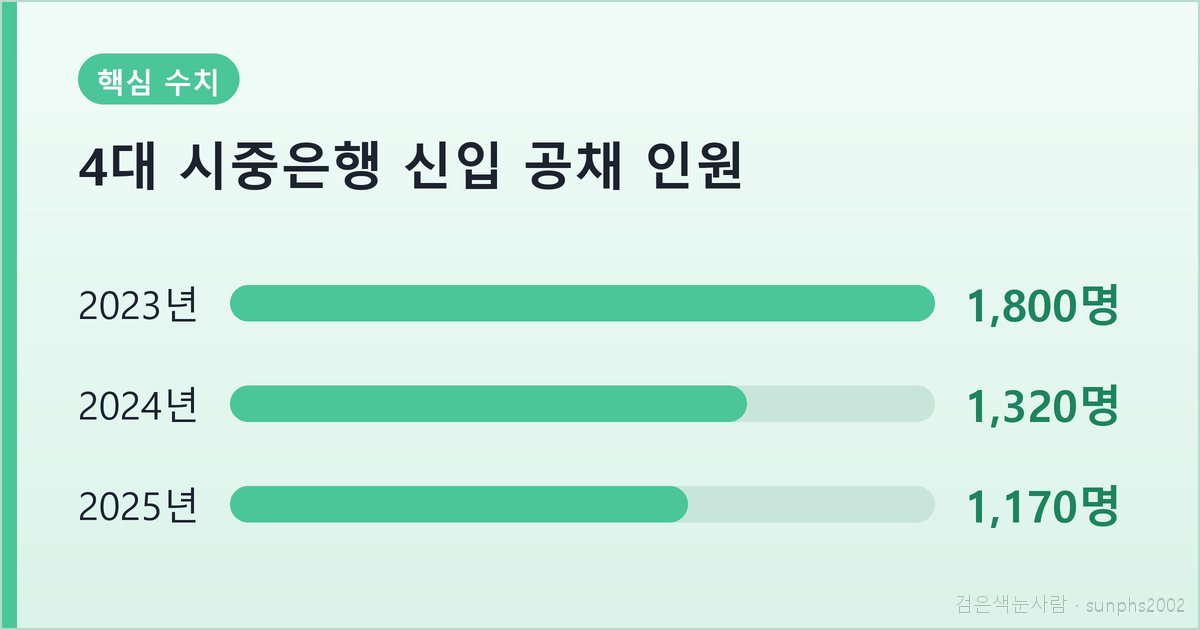 핵심 수치
4대 시중은행 신입 공채 인원
2023년 1,800명
2024년 1,320명
2025년 1,170명
검은색눈사람 · sunphs2002